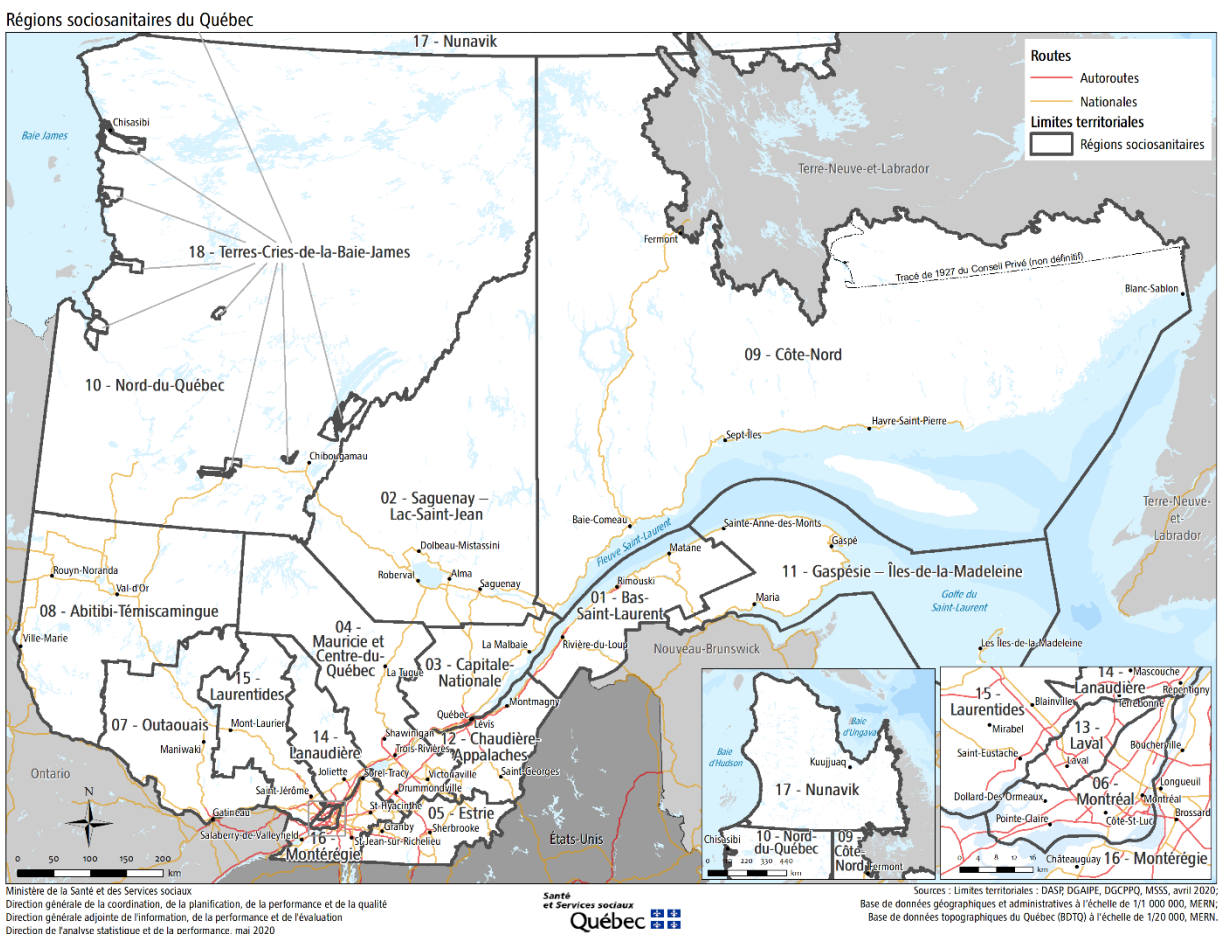 Régions sociosanitaires du Québec
17 - Nunavik
Routes
Autoroutes
Nationales
Limites territoriales
Régions sociosanitaires
Baie James
Chisasibi
Terre-Neuve-et-Labrador
Fermont
18 - Terres-Cries-de-la-Baie-James
Tracé de 1927 du Conseil Privé (non définitif)
Blanc-Sablon
10 - Nord-du-Québec
09 - Côte-Nord
Havre-Saint-Pierre
Sept-Îles
Chibougamau
02 - Saguenay –
Lac-Saint-Jean
Terre-Neuve-
et-
Labrador
Baie-Comeau
Fleuve Saint-Laurent
Sainte-Anne-des-Monts
Matane
Gaspé
Dolbeau-Mistassini
Roberval
Alma
Saguenay
Rouyn-Noranda
Val-d'Or
08 - Abitibi-Témiscamingue
Ville-Marie
11 - Gaspésie – Îles-de-la-Madeleine
Rimouski
01 - Bas-
Saint-Laurent
Maria
Golfe du
Saint-Laurent
04 -
Mauricie et
Centre-du-
Québec
La Tuque
La Malbaie
Rivière-du-Loup
03 - Capitale-
Nationale
Nouveau-Brunswick
Les Îles-de-la-Madeleine
15 -
Laurentides
07 - Outaouais
Mont-Laurier
Maniwaki
14 -
Lanaudière
Québec
Lévis
Montmagny
Shawinigan
Trois-Rivières
12 - Chaudière-
Appalaches
Joliette
Sorel-Tracy
Victoriaville
Saint-Georges
Drummondville
Saint-Jérôme
St-Hyacinthe
05 - Estrie
Granby
Sherbrooke
Ontario
N
Gatineau
Salaberry-de-Valleyfield
St-Jean-sur-Richelieu
16 -
Montérégie
États-Unis
0 50 100 150 200
km
Baie
d'Ungava
Baie
d'Hudson
Kuujjuaq
17 - Nunavik
Chisasibi
10 - Nord-
du-Québec
09 -
Côte-
Nord
Fermont
0 110 220 330 440
km
14 -
Lanaudière
Mascouche
Repentigny
Terrebonne
15 -
Laurentides
Blainville
Mirabel
13 -
Laval
Boucherville
Saint-Eustache
Laval
06 -
Montréal
Longueuil
Dollard-Des Ormeaux
Montréal
Pointe-Claire
Côte-St-Luc
Brossard
Châteauguay
16 - Montérégie
0 4 8 12 16
km
Ministère de la Santé et des Services sociaux
Direction générale de la coordination, de la planification, de la performance et de la qualité
Direction générale adjointe de l'information, de la performance et de l'évaluation
Direction de l'analyse statistique et de la performance, mai 2020
Santé
et Services sociaux
Québec
Sources : Limites territoriales : DASP, DGAIPE, DGCPPQ, MSSS, avril 2020;
Base de données géographiques et administratives à l'échelle de 1/1 000 000, MERN;
Base de données topographiques du Québec (BDTQ) à l'échelle de 1/20 000, MERN.